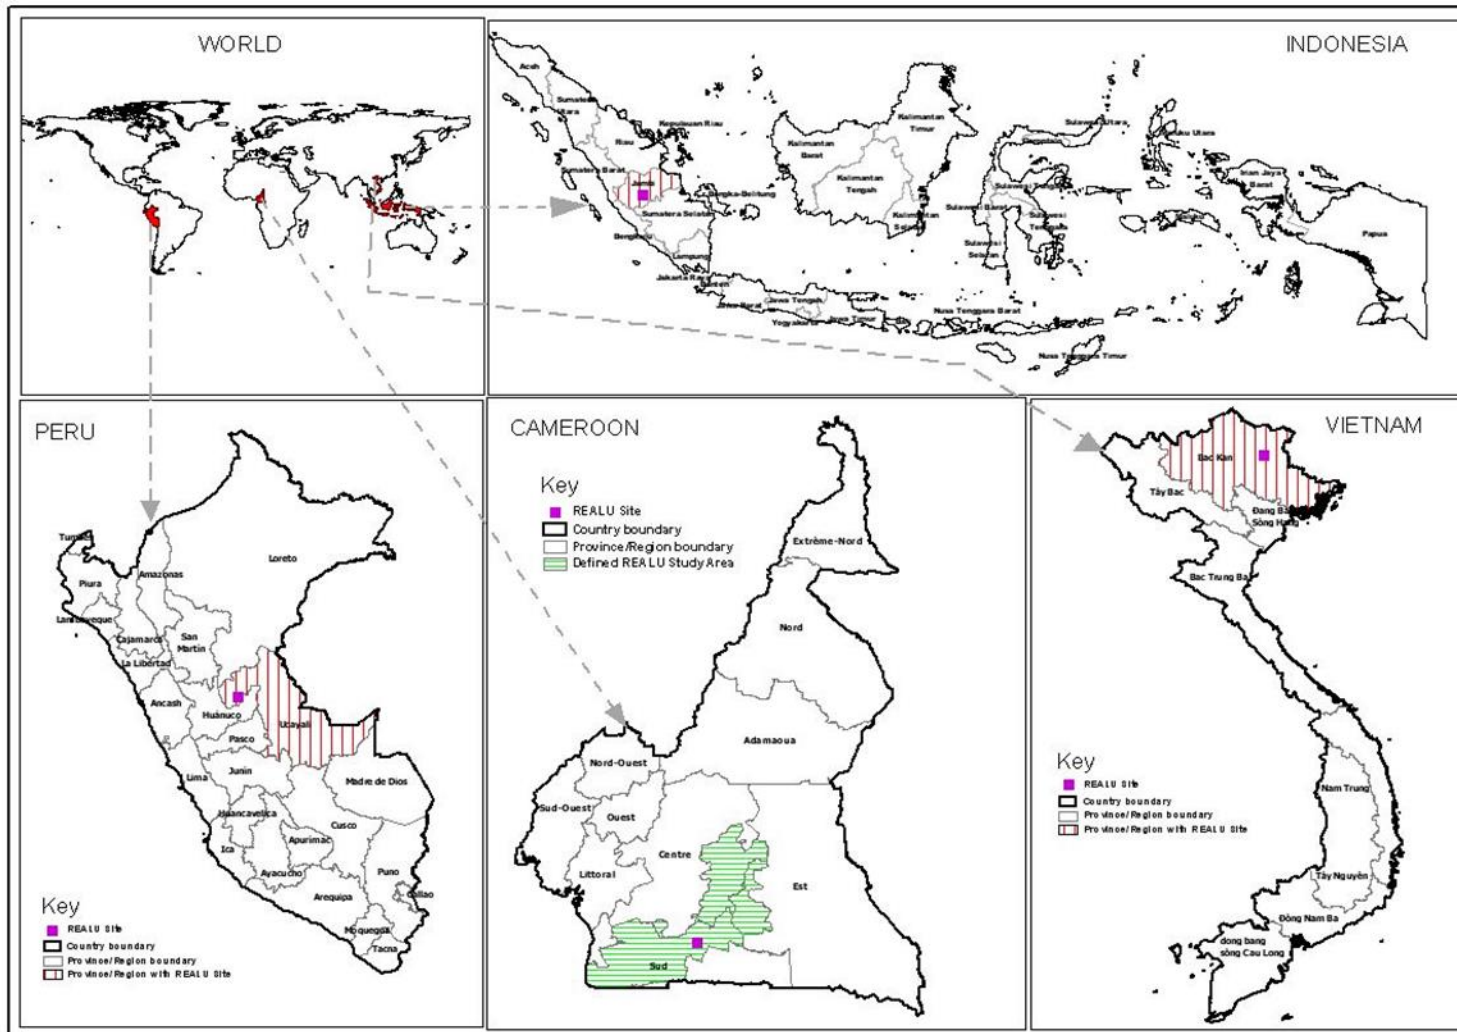 WORLD
INDONESIA
Aceh
Sumatera
Utara
Kepulauan Riau
Riau
Sumatera Barat
Jambi
Bangka-Belitung
Sumatera Selatan
Bengkulu
Lampung
Jakarta Raya
Banten
Jawa Barat
Jawa Tengah
Yogyakarta
Jawa Timur
Bali
Nusa Tenggara Barat
Nusa Tenggara Timur
Kalimantan
Timur
Kalimantan
Barat
Kalimantan
Tengah
Kalimantan
Selatan
Sulawesi Utara
Gorontalo
Sulawesi Tengah
Sulawesi Barat
Sulawesi
Tenggara
Sulawesi
Selatan
Maluku Utara
Maluku
Irian Jaya
Barat
Papua
PERU
Tumbes
Piura
Amazonas
Loreto
Lambayeque
Cajamarca
San
Martin
La Libertad
Ancash
Huánuco
Ucayali
Pasco
Lima
Junin
Madre de Dios
Huancavelica
Cusco
Ica
Apurimac
Ayacucho
Puno
Arequipa
Callao
Moquegua
Tacna
Key
REALU Site
Country boundary
Province/Region boundary
Province/Region with REALU Site
CAMEROON
Key
REALU Site
Country boundary
Province/Region boundary
Defined REALU Study Area
Extrême-Nord
Nord
Adamaoua
Nord-Ouest
Sud-Ouest
Ouest
Centre
Littoral
Est
Sud
VIETNAM
Bac Kan
Tây Bac
Đang Bang
Sông Hang
Bac Trung Ba
Key
REALU Site
Country boundary
Province/Region boundary
Province/Region with REALU Site
Nam Trung
Tây Nguyên
Đông Nam Ba
dong bang
sông Cau Long